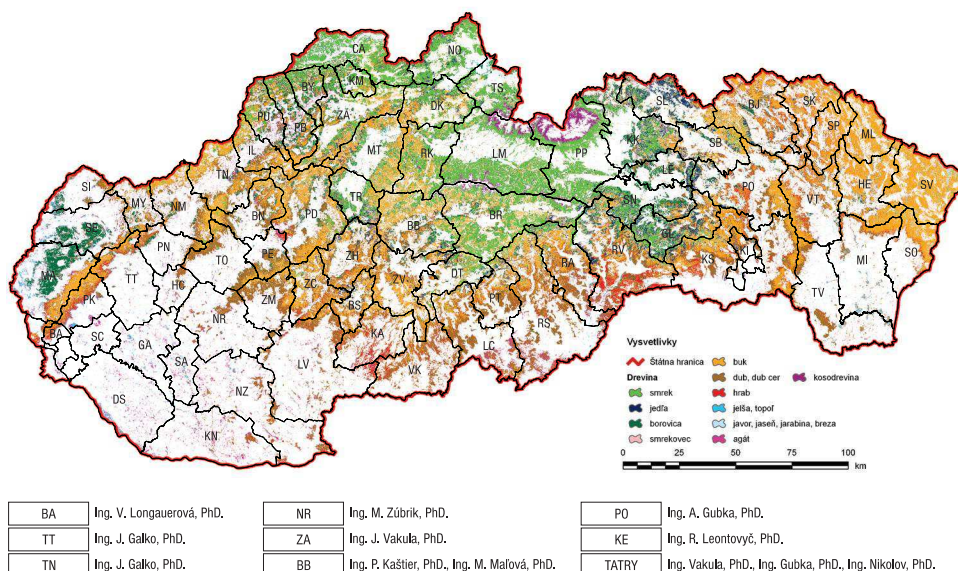 CA
NO
BY
KM
TS
PU
PB
ZA
DK
SL
BJ
SK
SP
ML
IL
MT
RK
LM
PP
SB
TN
LE
SI
MY
NM
BN
PD
TR
PO
HE
SV
SE
BB
BR
SN
GL
VT
MA
PN
TO
PE
ZH
RV
KS
SO
TT
HC
ZC
ZV
DT
RA
MI
PK
ZM
BS
PT
TV
BA
SC
GA
NR
KA
RS
SA
LV
VK
LC
DS
NZ
KN
Vysvetlivky
Štátna hranica
Drevina
smrek
jedľa
borovica
smrekovec
buk
dub, dub cer
hrab
jelša, topoľ
javor, jaseň, jarabina, breza
agát
kosodrevina
0 12,5 25 50 75 100
km
BA Ing. V. Longauerová, PhD.
TT Ing. J. Galko, PhD.
TN Ing. J. Galko, PhD.
NR Ing. M. Zúbrik, PhD.
ZA Ing. J. Vakula, PhD.
BB Ing. P. Kaštier, PhD., Ing. M. Maľová, PhD.
PO Ing. A. Gubka, PhD.
KE Ing. R. Leontovyč, PhD.
TATRY Ing. Vakula, PhD., Ing. Gubka, PhD., Ing. Nikolov, PhD.